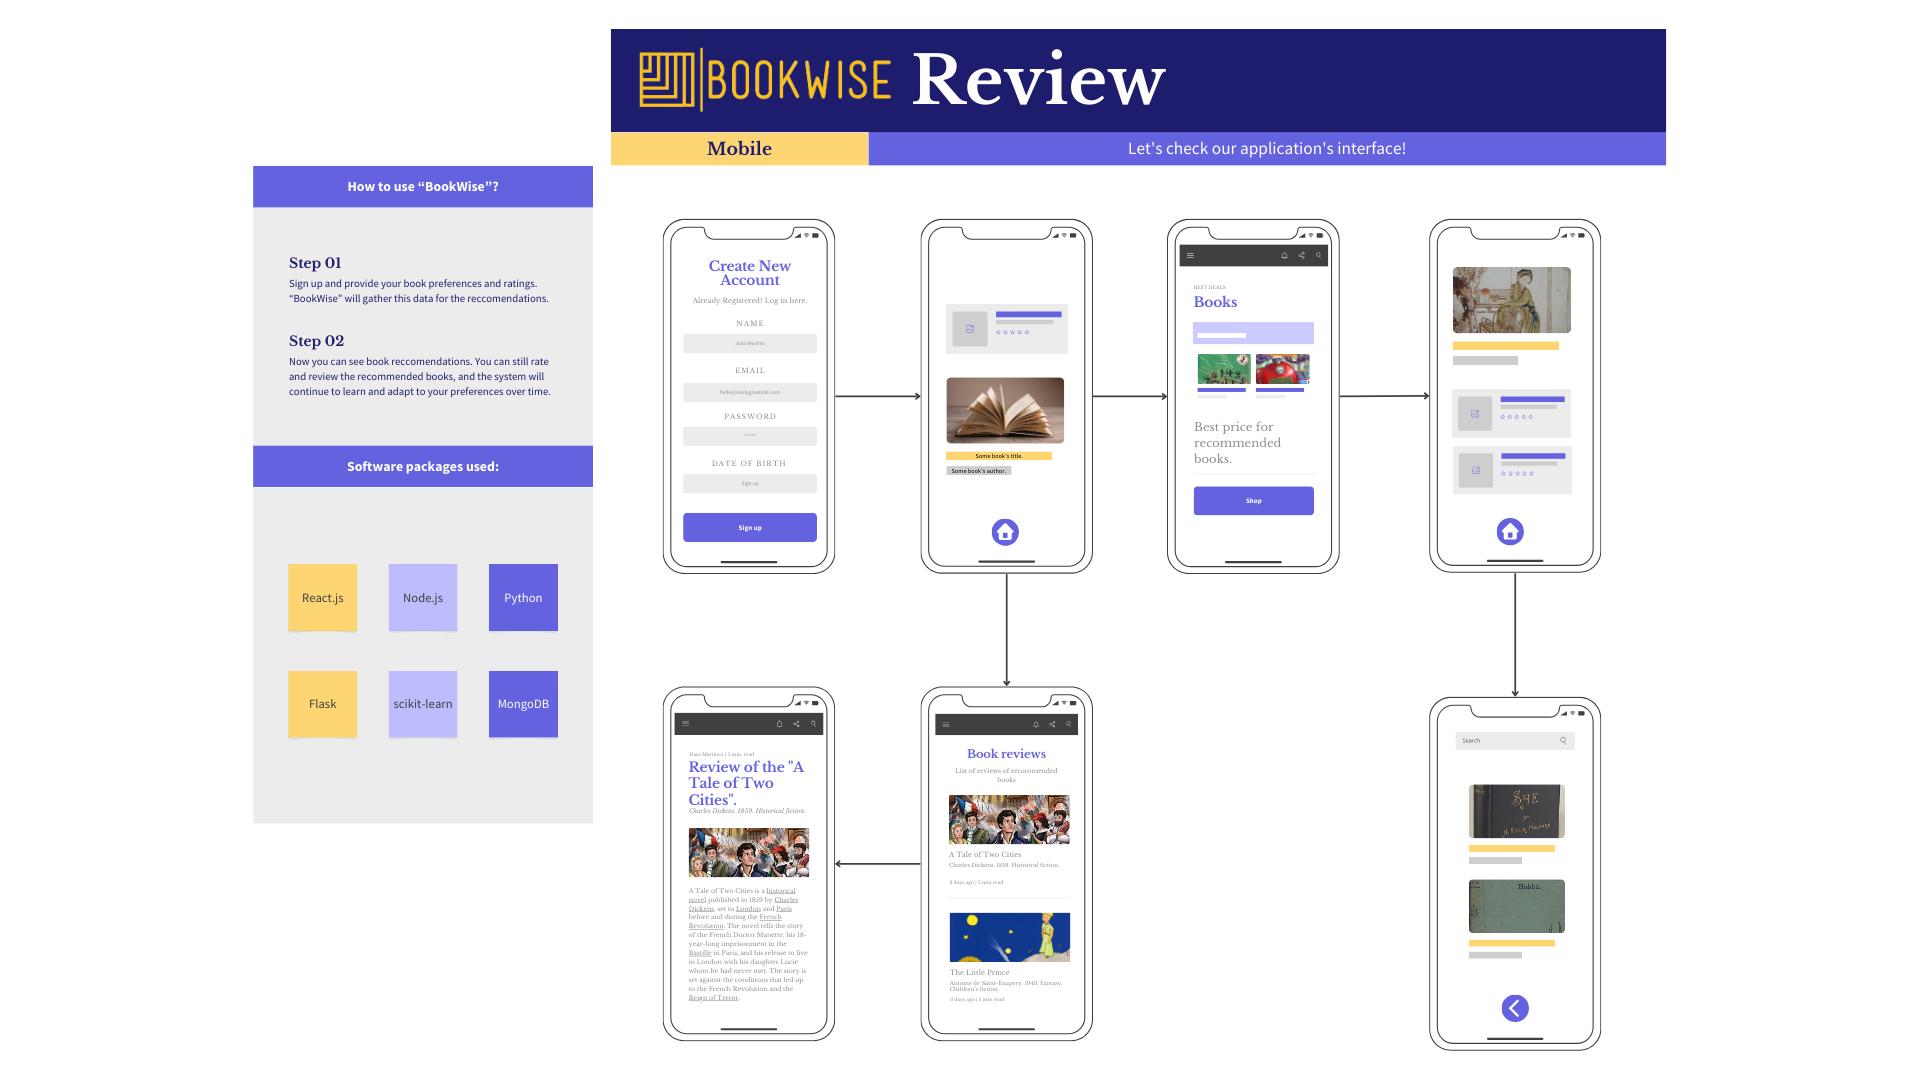 BOOKWISE Review
Mobile
Let's check our application's interface!
How to use “BookWise”?
Step 01
Sign up and provide your book preferences and ratings.
“BookWise” will gather this data for the reccomendations.
Step 02
Now you can see book reccomendations. You can still rate
and review the recommended books, and the system will
continue to learn and adapt to your preferences over time.
Software packages used:
React.js
Node.js
Python
Flask
scikit-learn
MongoDB
Create New
Account
Already Registered? Log in here.
NAME
Jiara Martins
EMAIL
hello@reallygreatsite.com
PASSWORD
*****
DATE OF BIRTH
Sign up
Sign up
Some book's title.
Some book's author.
BEST DEALS
Books
Best price for
recommended
books.
Shop
Dani Martinez | 5 min read
Review of the "A
Tale of Two
Cities".
Charles Dickens. 1859. Historical fiction.
A Tale of Two Cities is a historical
novel published in 1859 by Charles
Dickens, set in London and Paris
before and during the French
Revolution. The novel tells the story
of the French Doctor Manette, his 18-
year-long imprisonment in the
Bastille in Paris, and his release to live
in London with his daughter Lucie
whom he had never met. The story is
set against the conditions that led up
to the French Revolution and the
Reign of Terror.
Book reviews
List of reviews of recommended
books
A Tale of Two Cities
Charles Dickens. 1859. Historical fiction.
8 days ago | 2 min read
The Little Prince
Antoine de Saint-Exupery. 1943. Fantasy,
Children's fiction.
8 days ago | 5 min read
Search
SHE
Hobbit